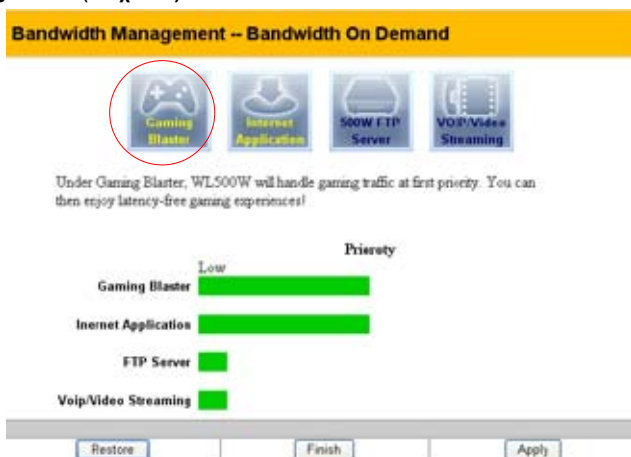 Bandwidth Management -- Bandwidth On Demand
Gaming Blaster
Internet Application
500W FTP Server
VOIP/Video Streaming
Under Gaming Blaster, WL500W will handle gaming traffic at first priority. You can
then enjoy latency-free gaming experiences!
Prieroty
Low
Gaming Blaster
Inernet Application
FTP Server
Voip/Video Streaming
Restore
Finish
Apply